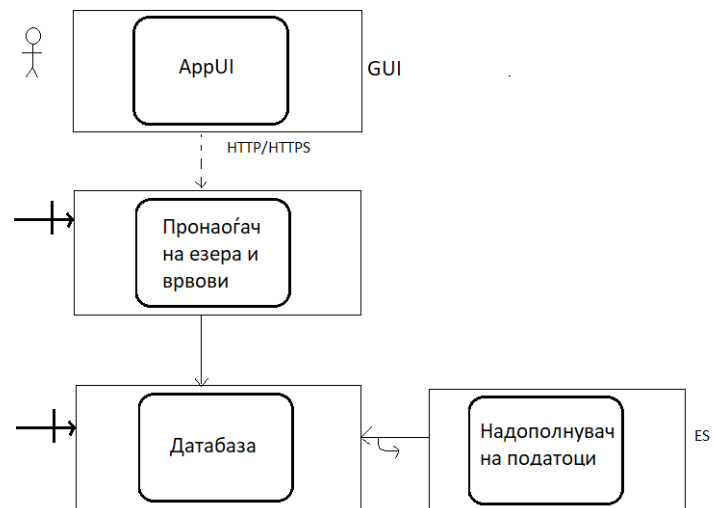 AppUI
GUI
HTTP/HTTPS
Пронаоѓач
на езера и
врвови
Датабаза
Надополнувач
на податоци
ES